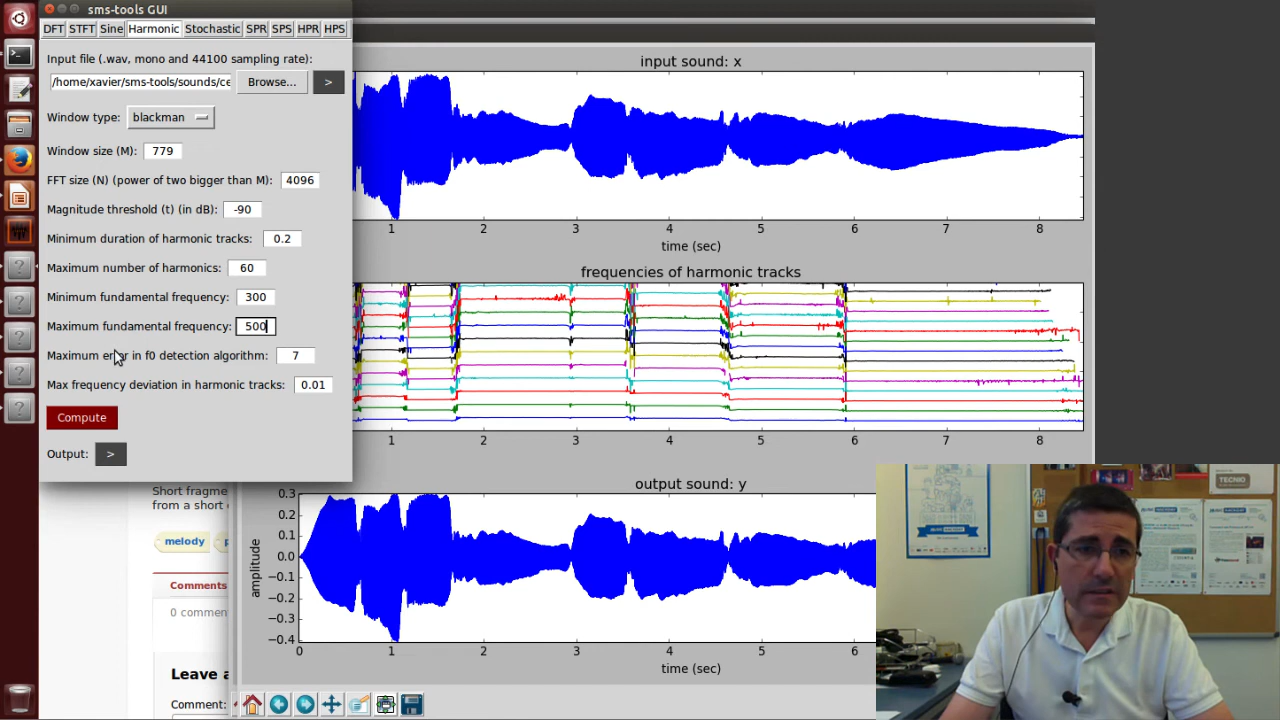 sms-tools GUI
DFT STFT Sine Harmonic Stochastic SPR SPS HPR HPS
Input file (.wav, mono and 44100 sampling rate):
/home/xavier/sms-tools/sounds/ce Browse... >
Window type: blackman
Window size (M): 779
FFT size (N) (power of two bigger than M): 4096
Magnitude threshold (t) (in dB): -90
Minimum duration of harmonic tracks: 0.2
Maximum number of harmonics: 60
Minimum fundamental frequency: 300
Maximum fundamental frequency: 500
Maximum error in f0 detection algorithm: 7
Max frequency deviation in harmonic tracks: 0.01
Compute
Output: >
input sound: x
1 2 3 4 5 6 7 8
time (sec)
frequencies of harmonic tracks
1 2 3 4 5 6 7 8
time (sec)
output sound: y
0.3
0.2
0.1
0.0
−0.1
−0.2
−0.3
−0.4
amplitude
0 1 2 3 4 5 6
time (sec)
Short fragme
from a short
melody
Comments
0 commen
Leave a
Comment:
TECNIO